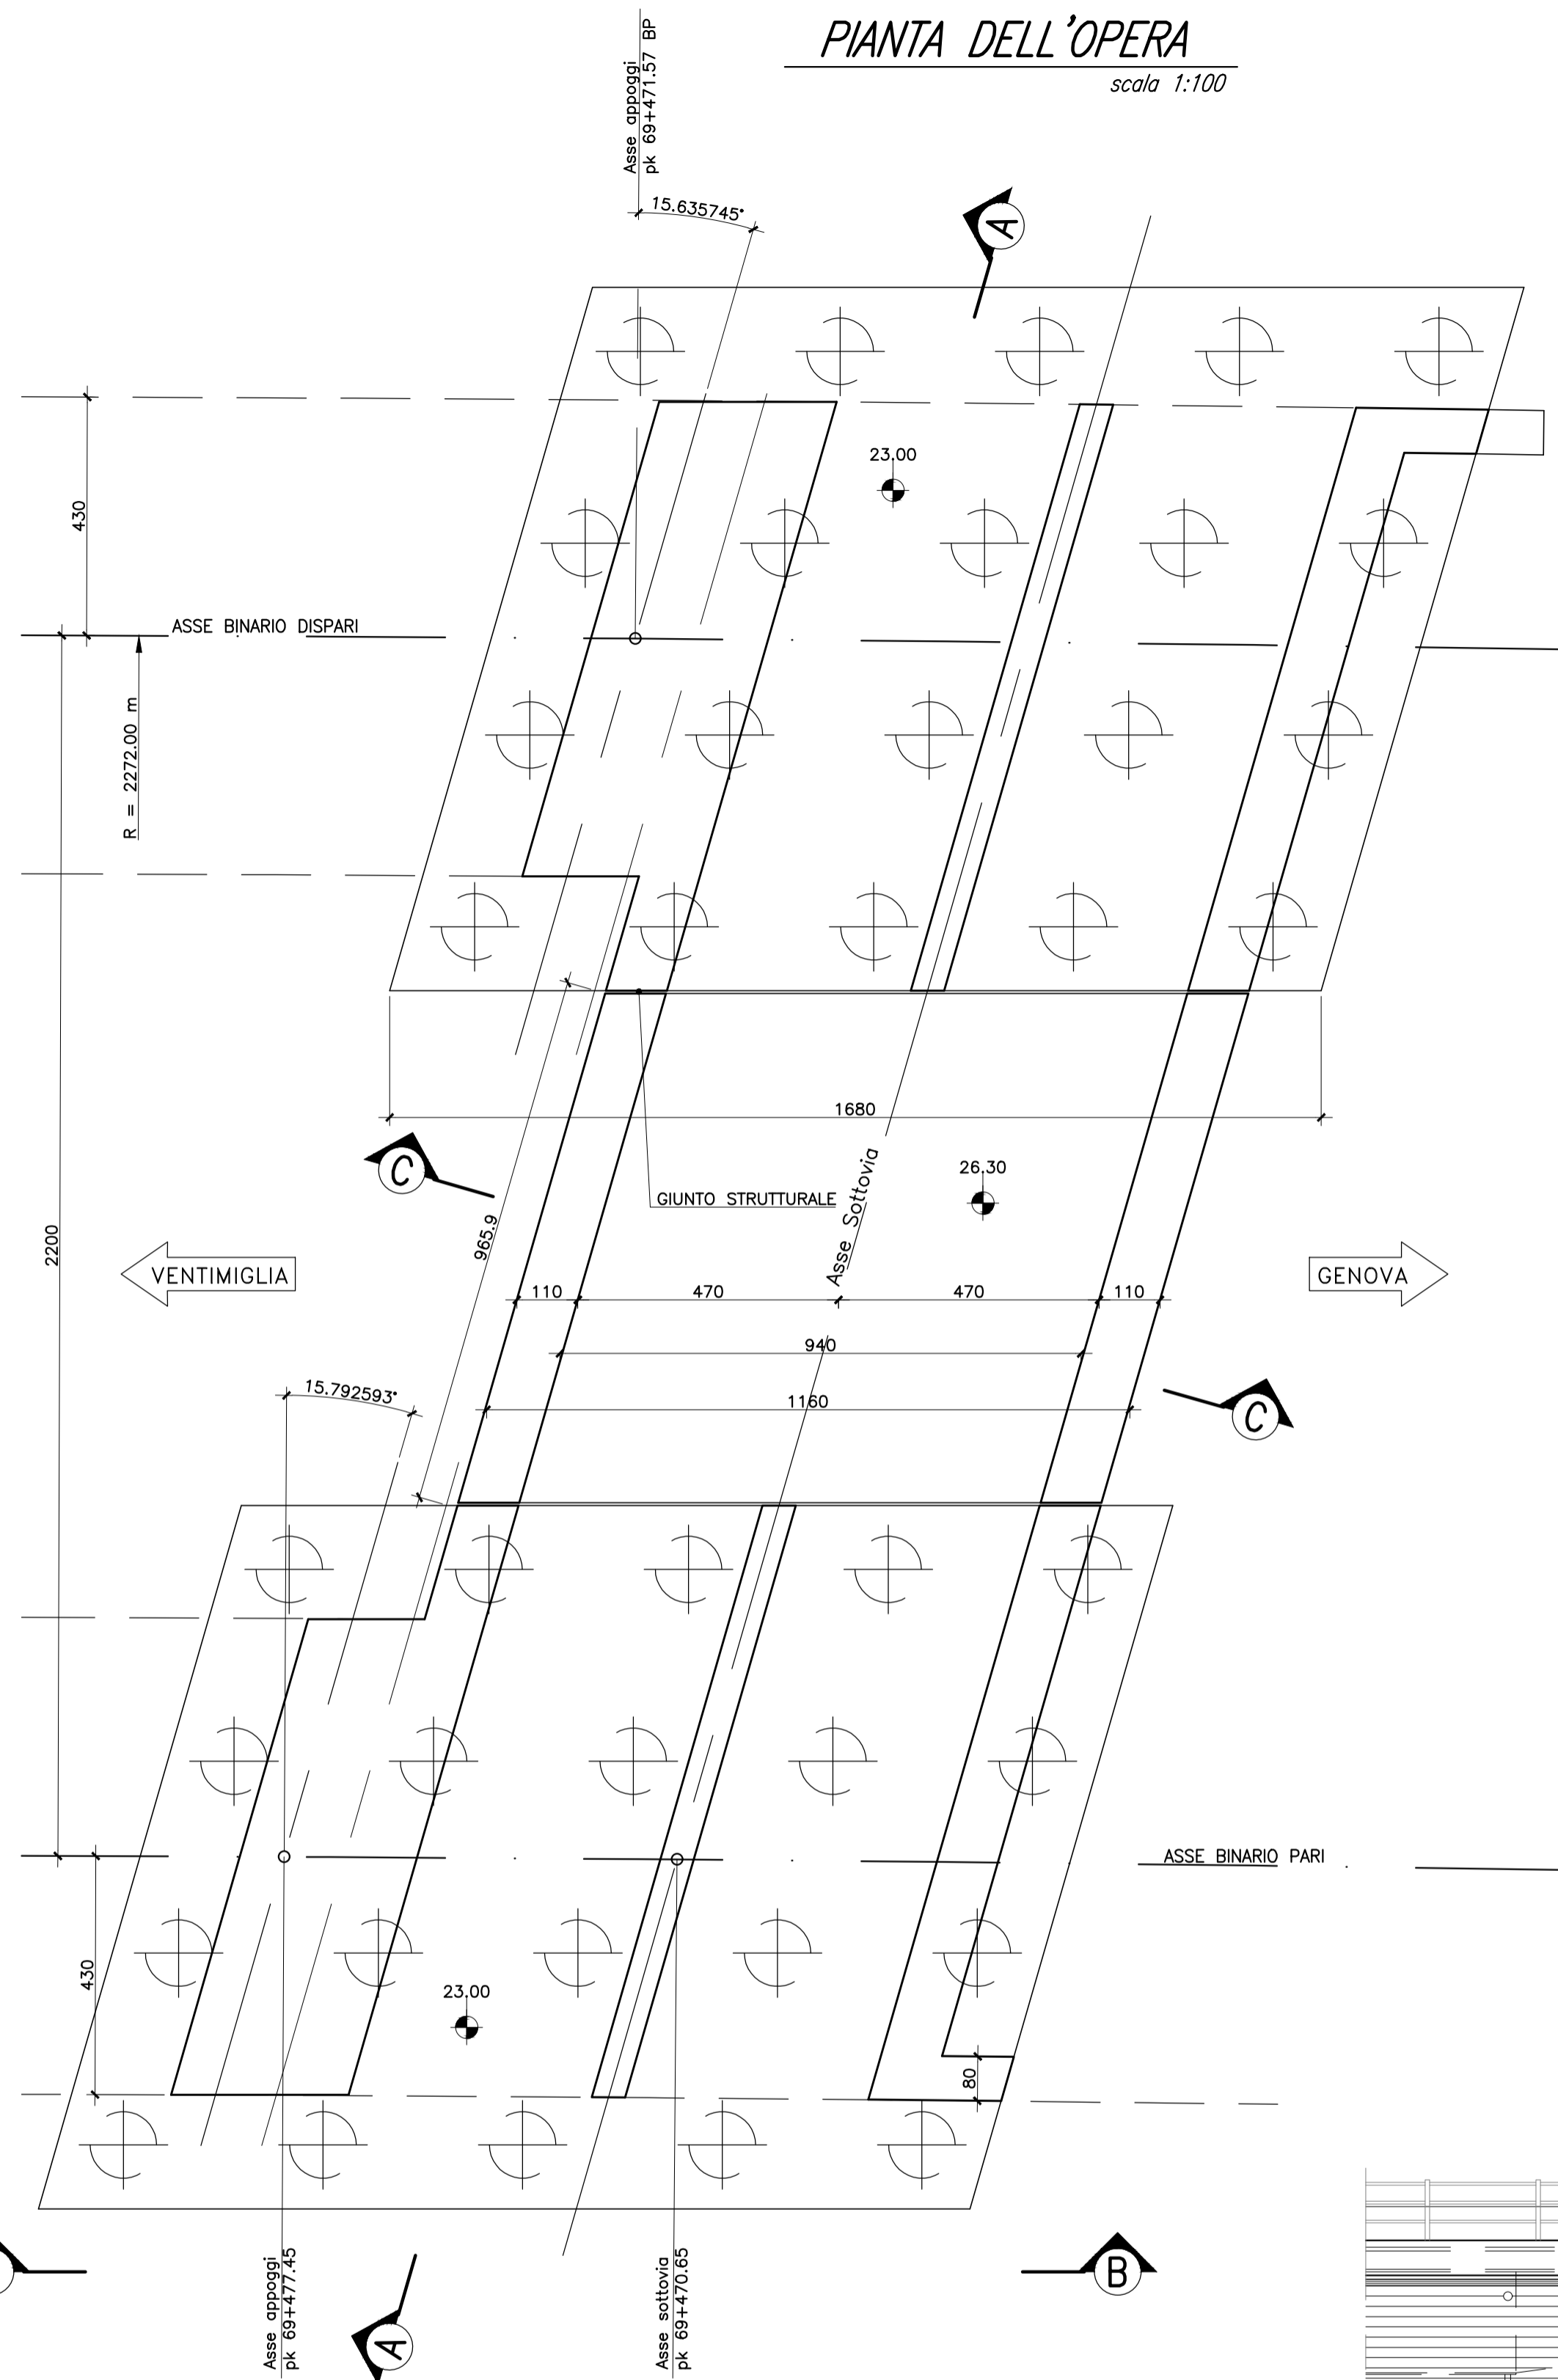 PIANTA DELL'OPERA
scala 1:100
Asse appoggi
pk 69+471.57 BP
15.635745°
A
23.00
430
ASSE BINARIO DISPARI
R = 2272.00 m
1680
C
26.30
GIUNTO STRUTTURALE
Asse Sottovia
965.9
2200
VENTIMIGLIA
GENOVA
110
470
470
110
940
15.792593°
1160
C
ASSE BINARIO PARI
430
23.00
80
Asse appoggi
pk 69+477.45
A
Asse sottovia
pk 69+470.65
B